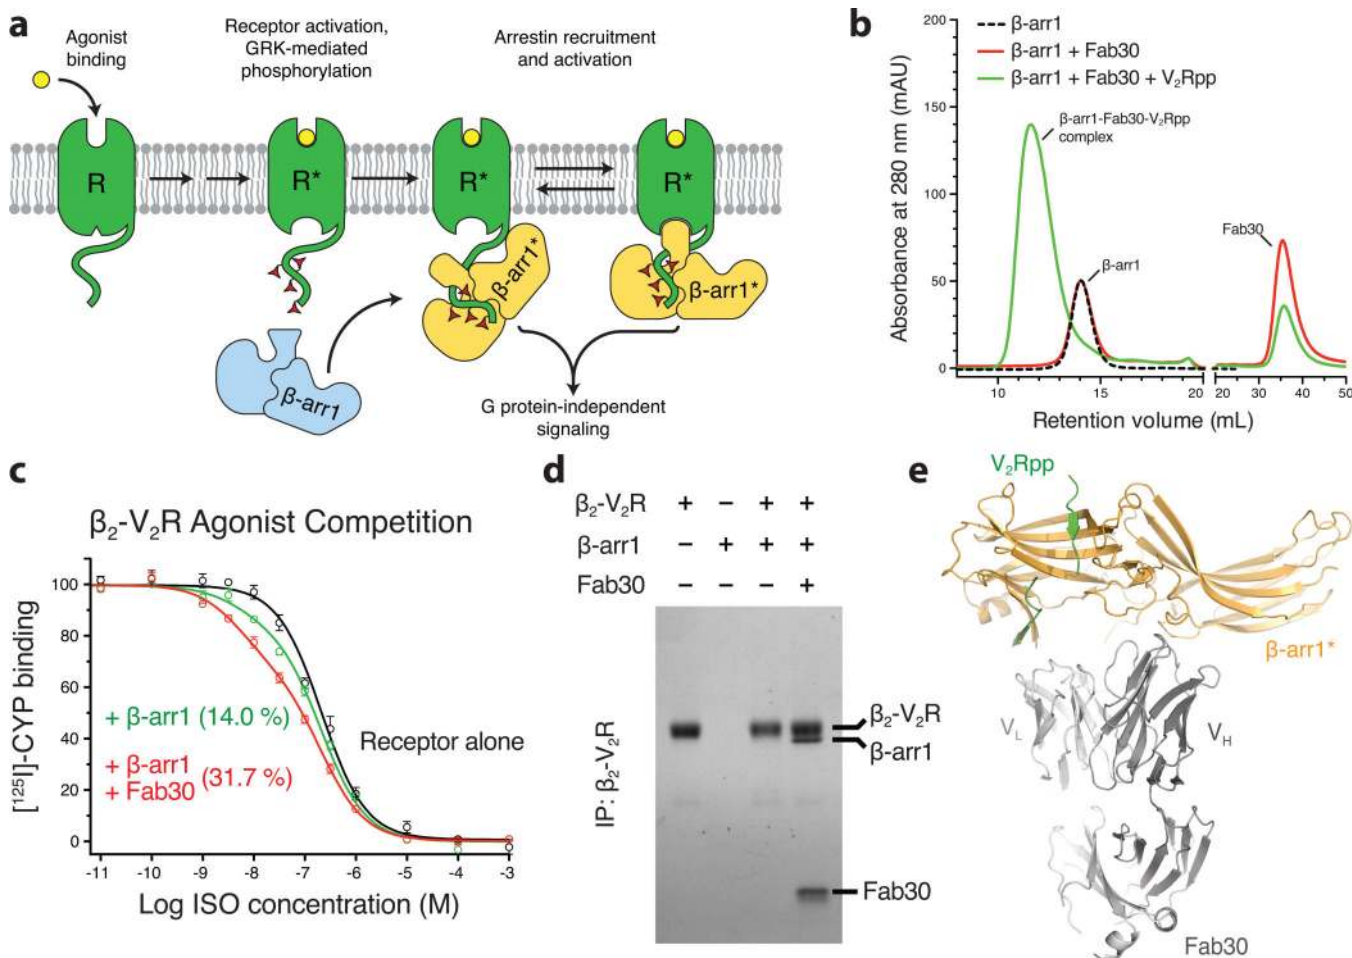 a
Agonist
binding
Receptor activation,
GRK-mediated
phosphorylation
Arrestin recruitment
and activation
R
R*
R*
R*
β-arr1
β-arr1*
β-arr1*
G protein-independent
signaling
b
β-arr1
β-arr1 + Fab30
β-arr1 + Fab30 + V₂Rpp
Absorbance at 280 nm (mAU)
200
150
100
50
0
β-arr1-Fab30-V₂Rpp
complex
β-arr1
Fab30
10 15 20 20 30 40 50
Retention volume (mL)
c
β₂-V₂R Agonist Competition
[¹²⁵I]-CYP binding
100
80
60
40
20
0
+ β-arr1 (14.0 %)
+ β-arr1
+ Fab30 (31.7 %)
Receptor alone
-11 -10 -9 -8 -7 -6 -5 -4 -3
Log ISO concentration (M)
d
β₂-V₂R + − + +
β-arr1 − + + +
Fab30 − − − +
IP: β₂-V₂R
β₂-V₂R
β-arr1
Fab30
e
V₂Rpp
β-arr1*
V_L
V_H
Fab30